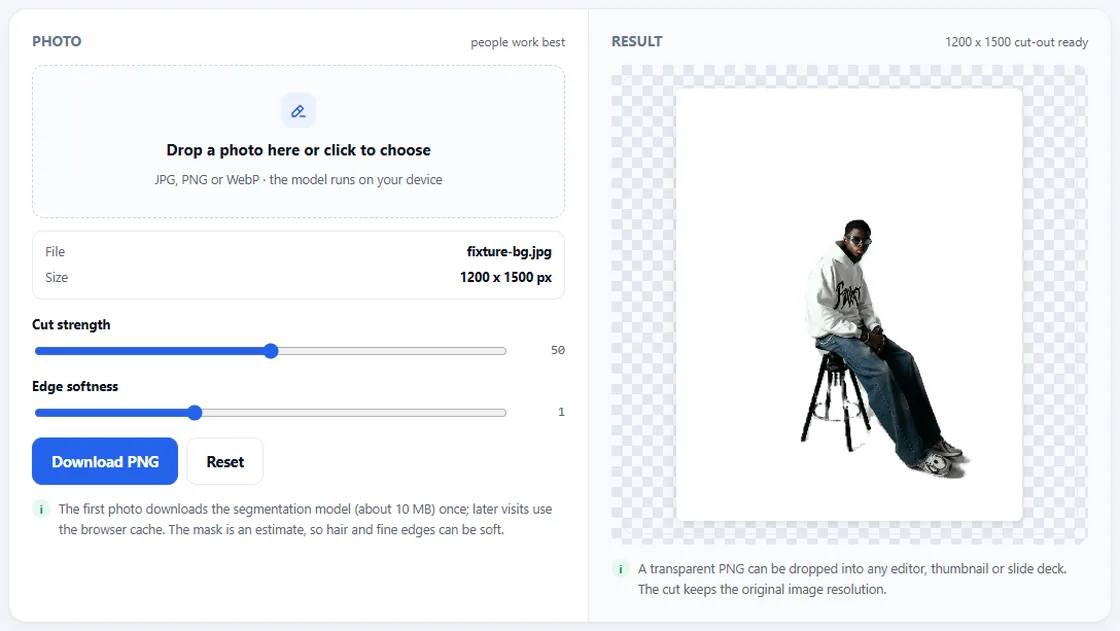 PHOTO
people work best
Drop a photo here or click to choose
JPG, PNG or WebP · the model runs on your device
File
fixture-bg.jpg
Size
1200 x 1500 px
Cut strength
50
Edge softness
1
Download PNG
Reset
i
The first photo downloads the segmentation model (about 10 MB) once; later visits use
the browser cache. The mask is an estimate, so hair and fine edges can be soft.
RESULT
1200 x 1500 cut-out ready
i
A transparent PNG can be dropped into any editor, thumbnail or slide deck.
The cut keeps the original image resolution.